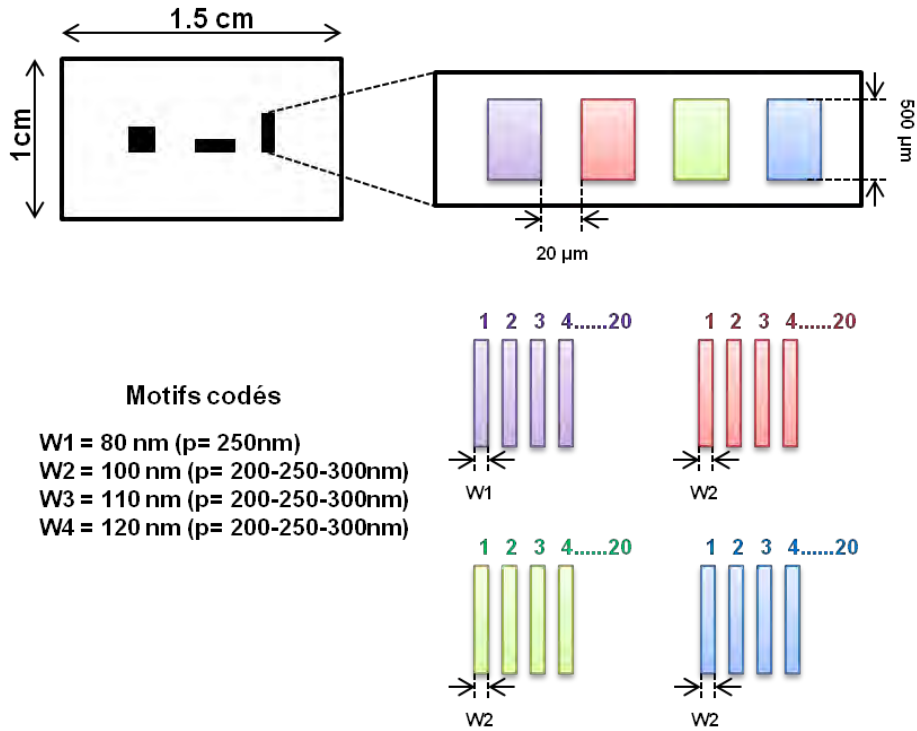 1.5 cm
1cm
500 µm
20 µm
1 2 3 4......20
1 2 3 4......20
W1
W2
Motifs codés
W1 = 80 nm (p= 250nm)
W2 = 100 nm (p= 200-250-300nm)
W3 = 110 nm (p= 200-250-300nm)
W4 = 120 nm (p= 200-250-300nm)
1 2 3 4......20
1 2 3 4......20
W2
W2